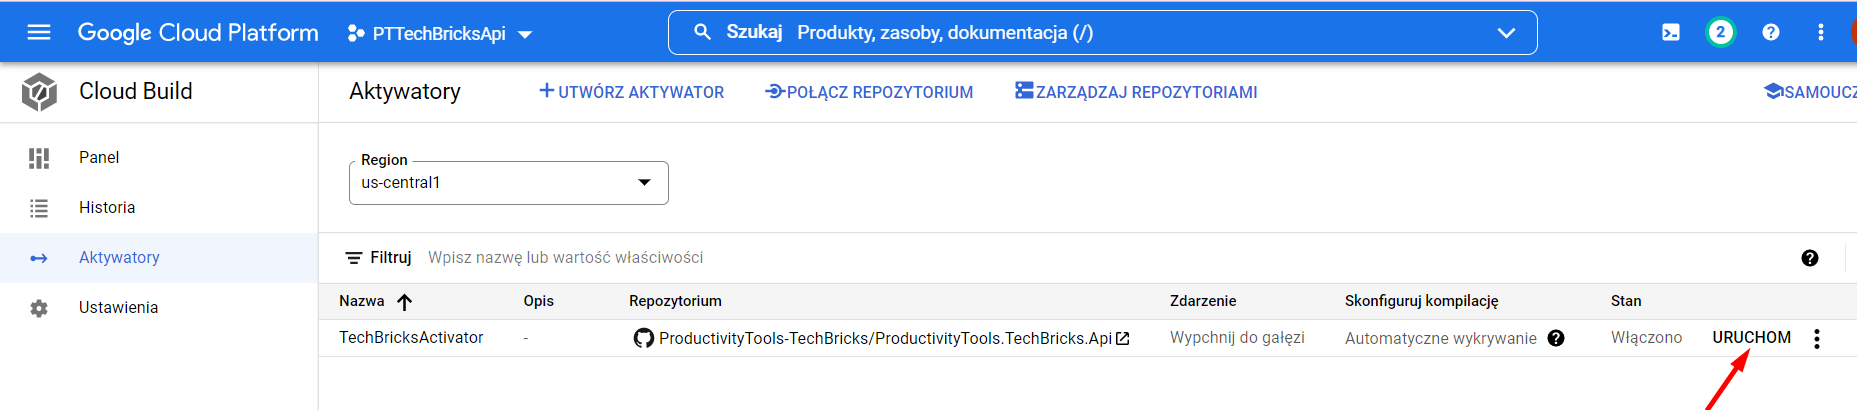 Google Cloud Platform PTTechBricksApi Szukaj Produkty, zasoby, dokumentacja (/) 2
Cloud Build
Aktywatory UTWÓRZ AKTYWATOR POŁĄCZ REPOZYTORIUM ZARZĄDZAJ REPOZYTORIAMI SAMOUCZ
Panel
Historia
Aktywatory
Ustawienia
Region
us-central1
Filtruj Wpisz nazwę lub wartość właściwości
Nazwa Opis Repozytorium Zdarzenie Skonfiguruj kompilację Stan
TechBricksActivator - ProductivityTools-TechBricks/ProductivityTools.TechBricks.Api Wypchnij do gałęzi Automatyczne wykrywanie Włączono URUCHOM